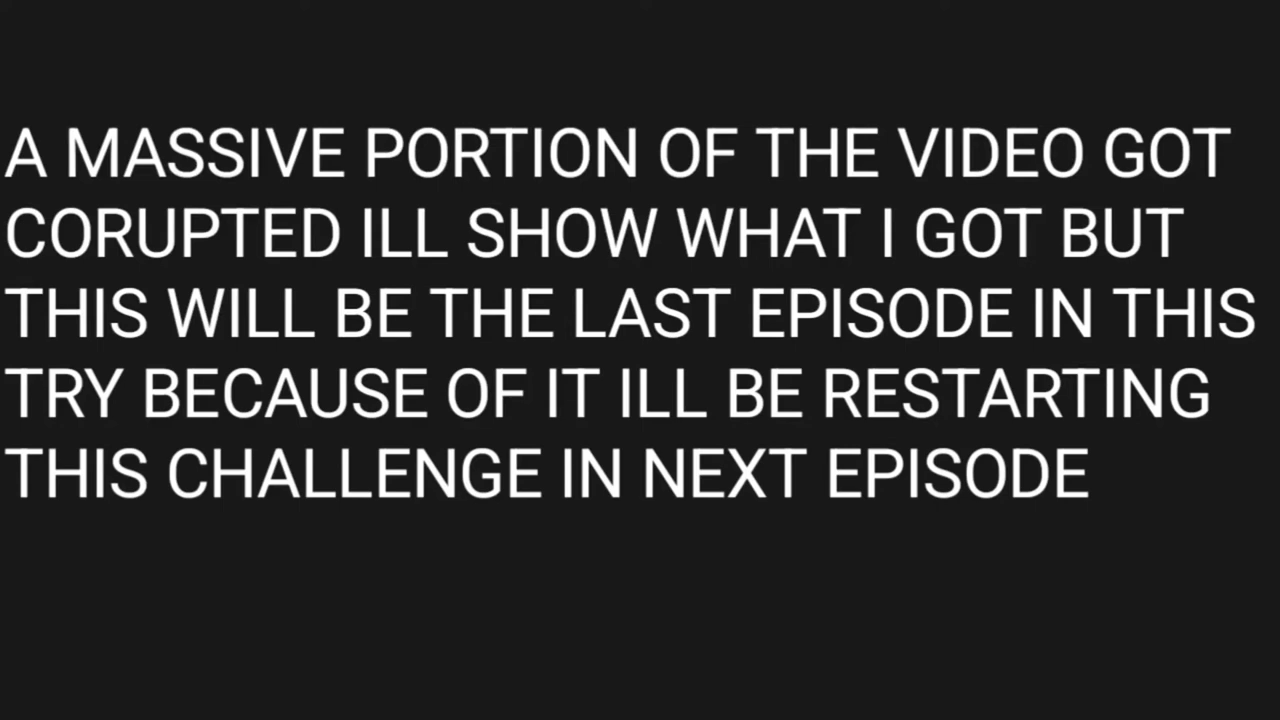 A MASSIVE PORTION OF THE VIDEO GOT
CORUPTED ILL SHOW WHAT I GOT BUT
THIS WILL BE THE LAST EPISODE IN THIS
TRY BECAUSE OF IT ILL BE RESTARTING
THIS CHALLENGE IN NEXT EPISODE